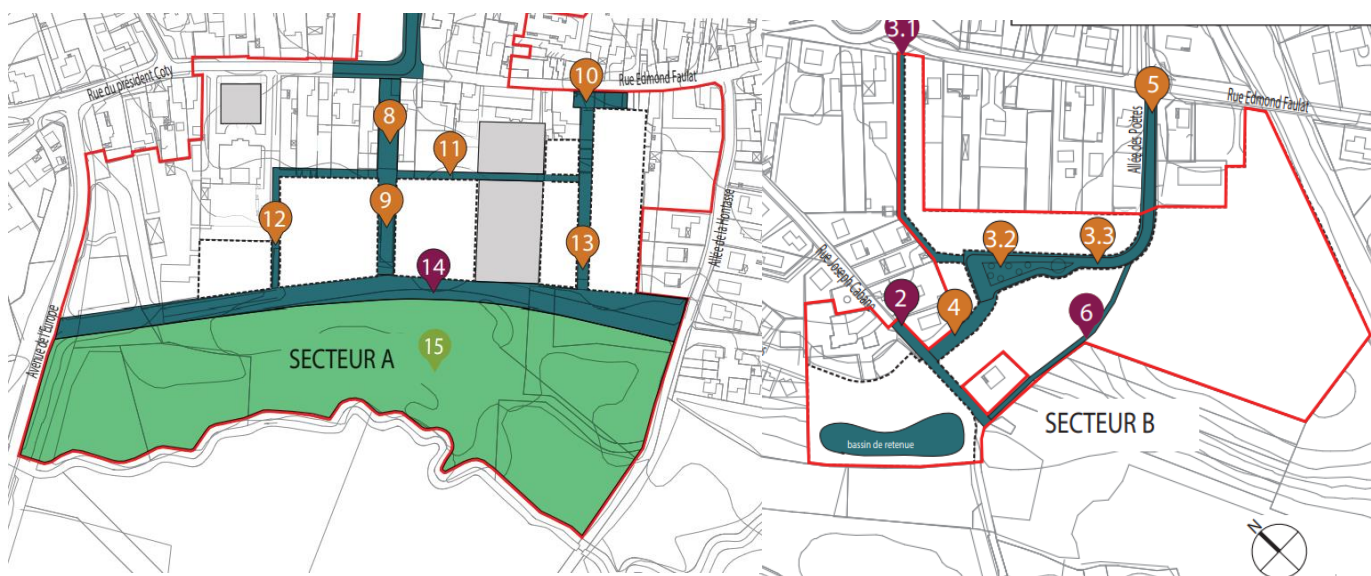 Rue du président Coty
Rue Edmond Faulat
10
8
11
9
12
13
14
15
SECTEUR A
Avenue de l'Europe
Allée de la Hontasse
3.1
5
Rue Edmond Faulat
Allée des Poètes
3.2
3.3
Rue Joseph Cabane
2
4
6
SECTEUR B
bassin de retenue
N